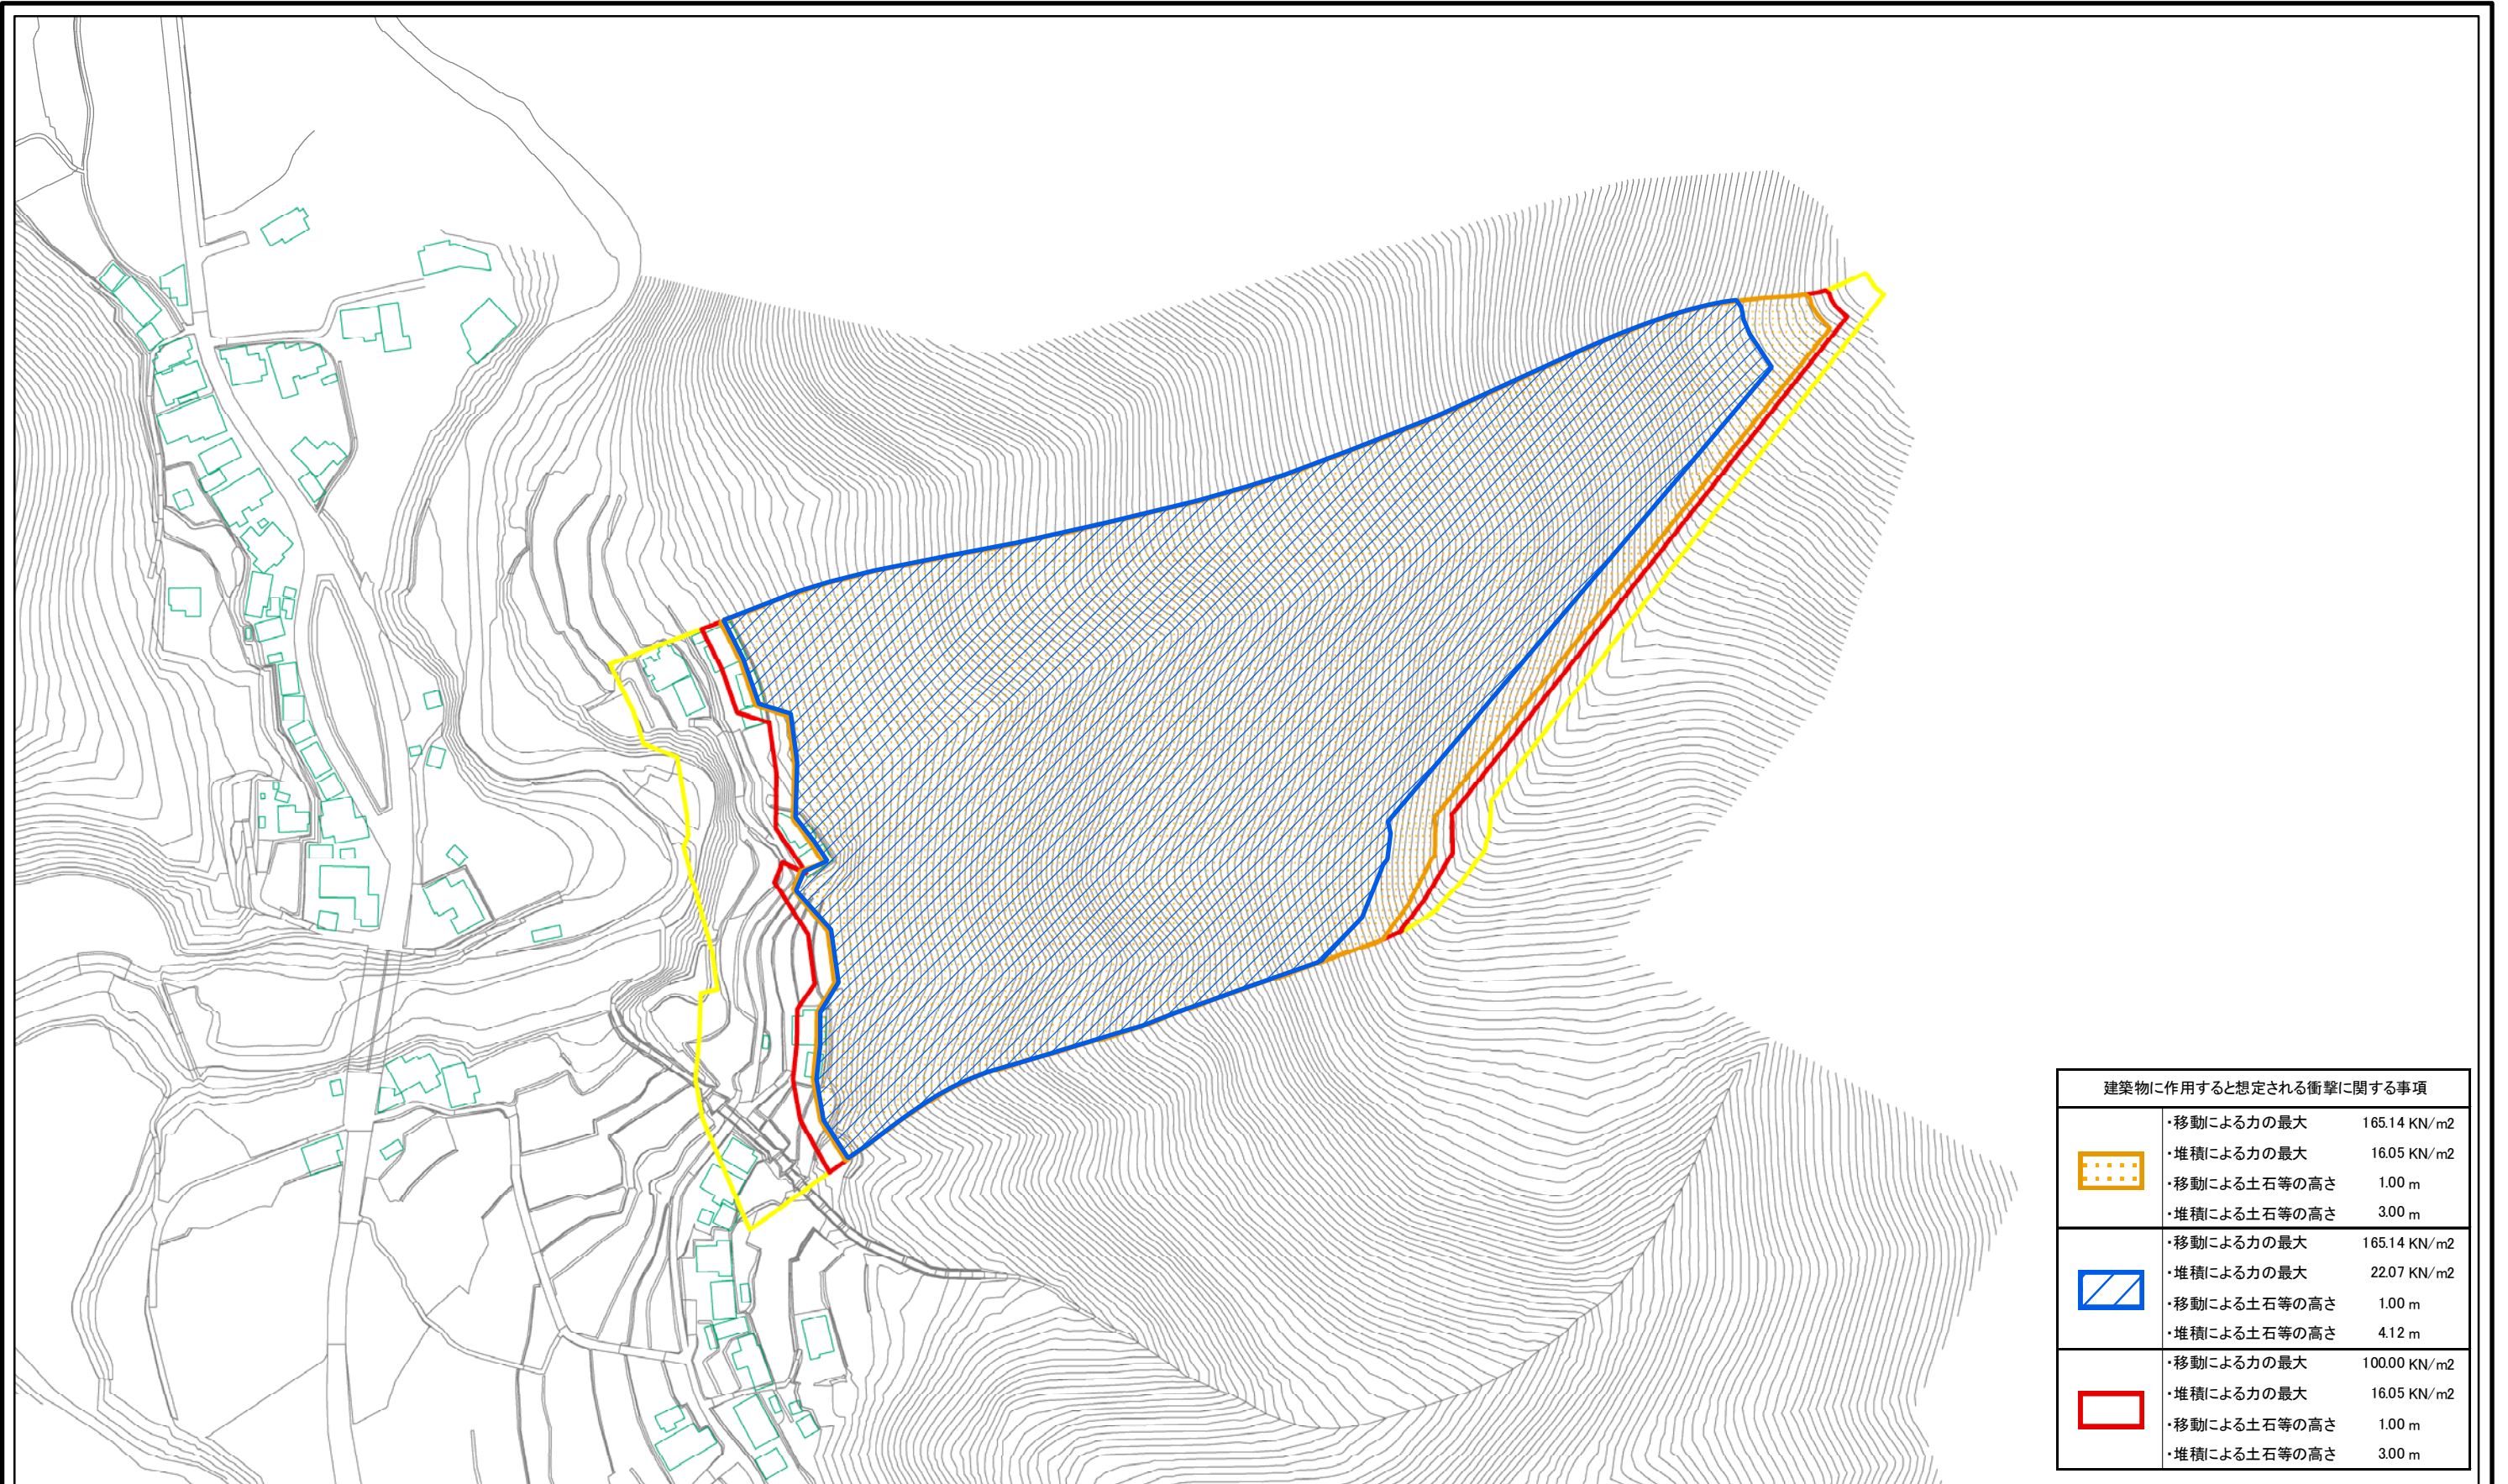 建築物に作用すると想定される衝撃に関する事項
・移動による力の最大 165.14 KN/m2
・堆積による力の最大 16.05 KN/m2
・移動による土石等の高さ 1.00 m
・堆積による土石等の高さ 3.00 m
・移動による力の最大 165.14 KN/m2
・堆積による力の最大 22.07 KN/m2
・移動による土石等の高さ 1.00 m
・堆積による土石等の高さ 4.12 m
・移動による力の最大 100.00 KN/m2
・堆積による力の最大 16.05 KN/m2
・移動による土石等の高さ 1.00 m
・堆積による土石等の高さ 3.00 m